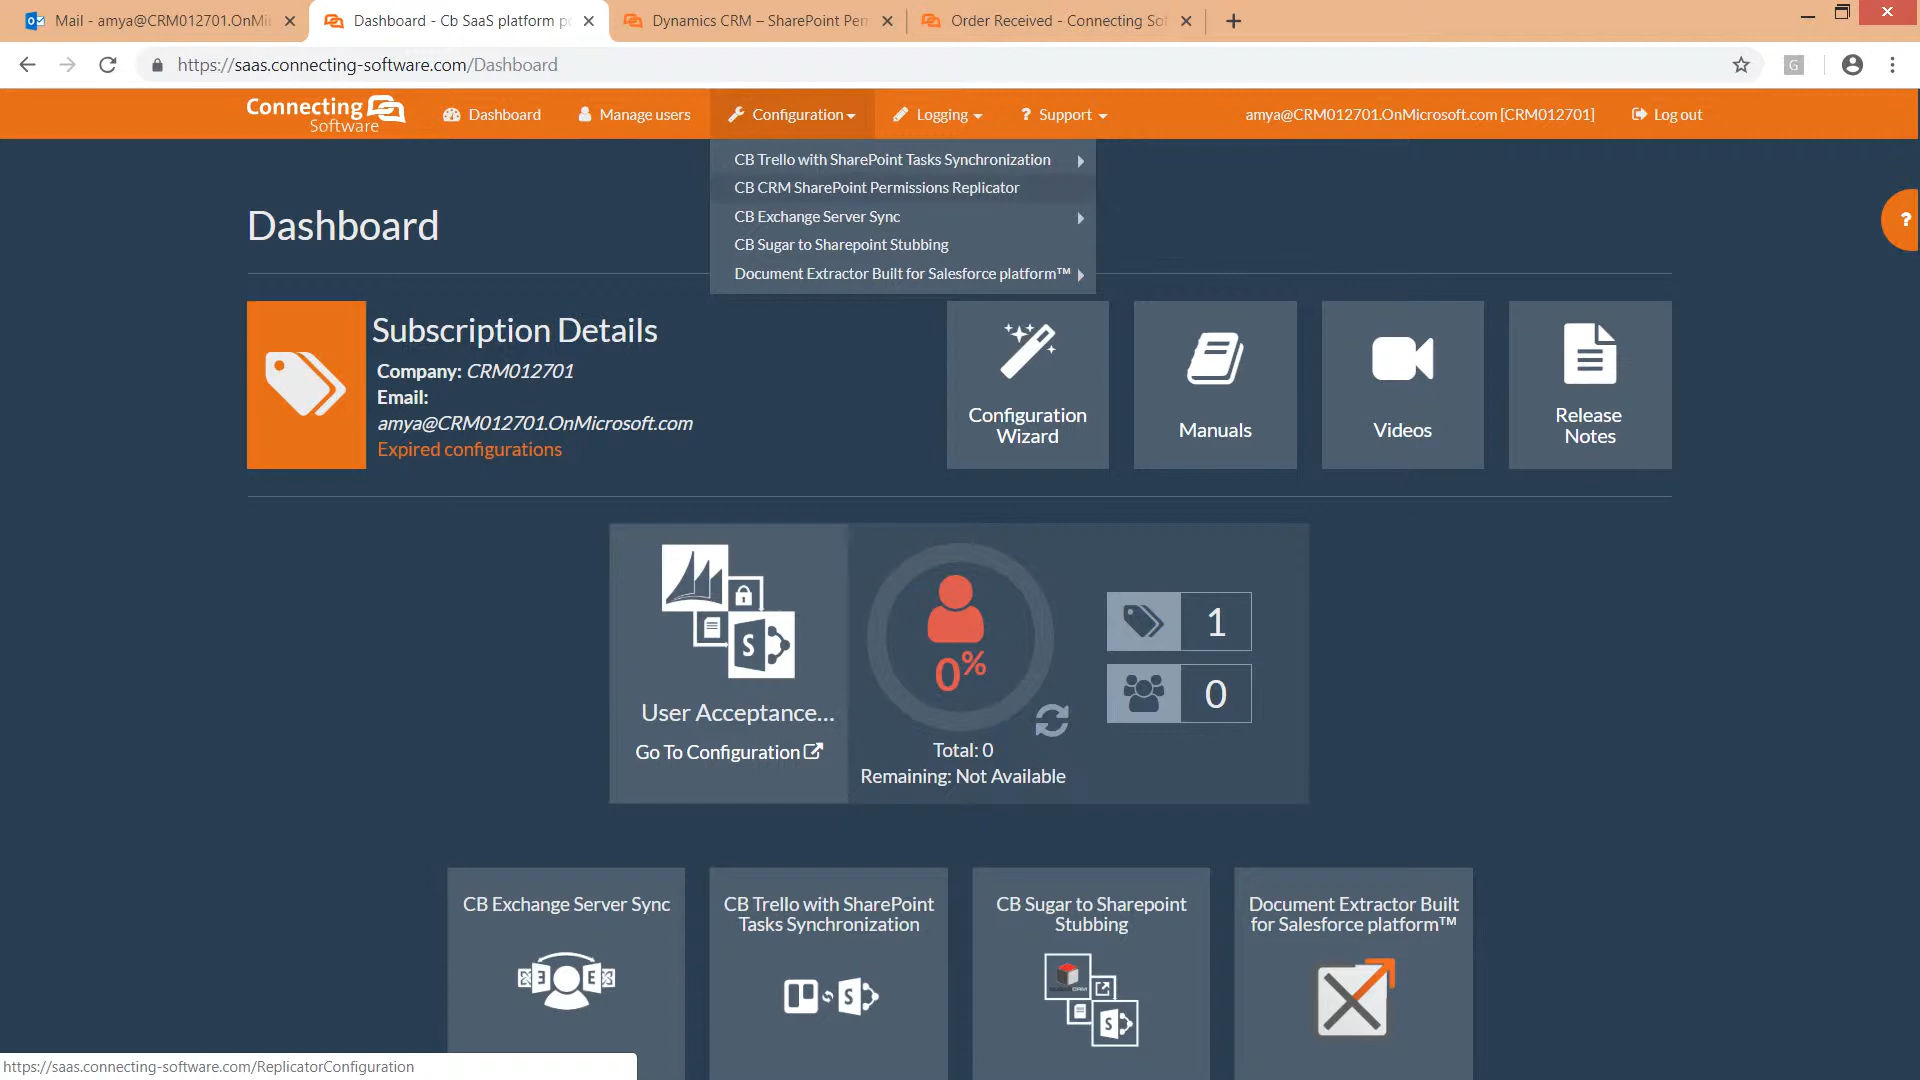 Mail - amya@CRM012701.OnMi
Dashboard - Cb SaaS platform p
Dynamics CRM – SharePoint Per
Order Received - Connecting Sof
https://saas.connecting-software.com/Dashboard
G
Connecting
Software
Dashboard
Manage users
Configuration
Logging
? Support
amya@CRM012701.OnMicrosoft.com [CRM012701]
Log out
CB Trello with SharePoint Tasks Synchronization
CB CRM SharePoint Permissions Replicator
CB Exchange Server Sync
CB Sugar to Sharepoint Stubbing
Document Extractor Built for Salesforce platform™
?
Dashboard
Subscription Details
Company: CRM012701
Email:
amya@CRM012701.OnMicrosoft.com
Expired configurations
Configuration
Wizard
Manuals
Videos
Release
Notes
S
User Acceptance...
Go To Configuration
0%
Total: 0
Remaining: Not Available
1
0
CB Exchange Server Sync
E
E
CB Trello with SharePoint
Tasks Synchronization
S
CB Sugar to Sharepoint
Stubbing
S
Document Extractor Built
for Salesforce platform™
https://saas.connecting-software.com/ReplicatorConfiguration